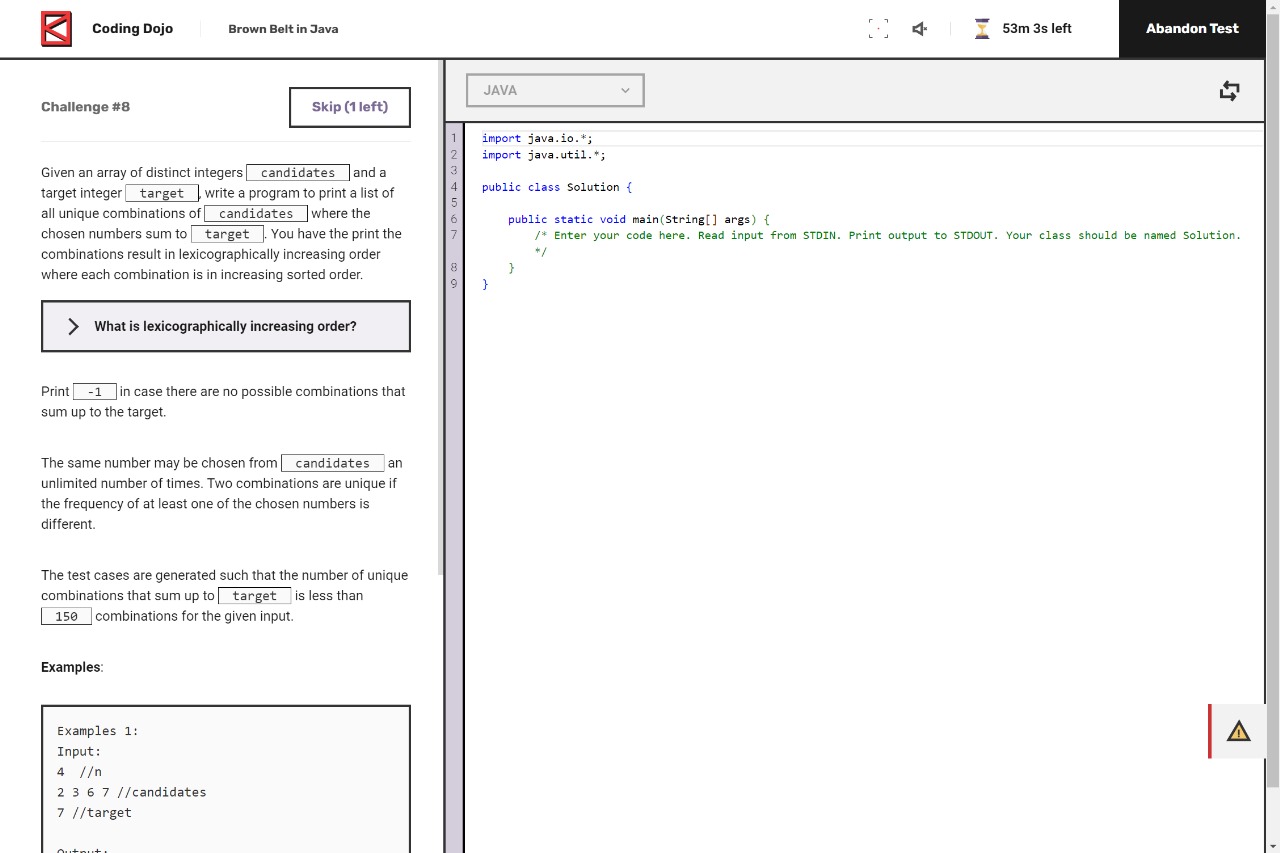 Coding Dojo
Brown Belt in Java
53m 3s left
Abandon Test
Challenge #8
Skip (1 left)
Given an array of distinct integers candidates and a
target integer target, write a program to print a list of
all unique combinations of candidates where the
chosen numbers sum to target. You have the print the
combinations result in lexicographically increasing order
where each combination is in increasing sorted order.
What is lexicographically increasing order?
Print -1 in case there are no possible combinations that
sum up to the target.
The same number may be chosen from candidates an
unlimited number of times. Two combinations are unique if
the frequency of at least one of the chosen numbers is
different.
The test cases are generated such that the number of unique
combinations that sum up to target is less than
150 combinations for the given input.
Examples:
Examples 1:
Input:
4 //n
2 3 6 7 //candidates
7 //target
Output:
JAVA
1 import java.io.*;
2 import java.util.*;
3
4 public class Solution {
5
6 public static void main(String[] args) {
7 /* Enter your code here. Read input from STDIN. Print output to STDOUT. Your class should be named Solution.
*/
8 }
9 }